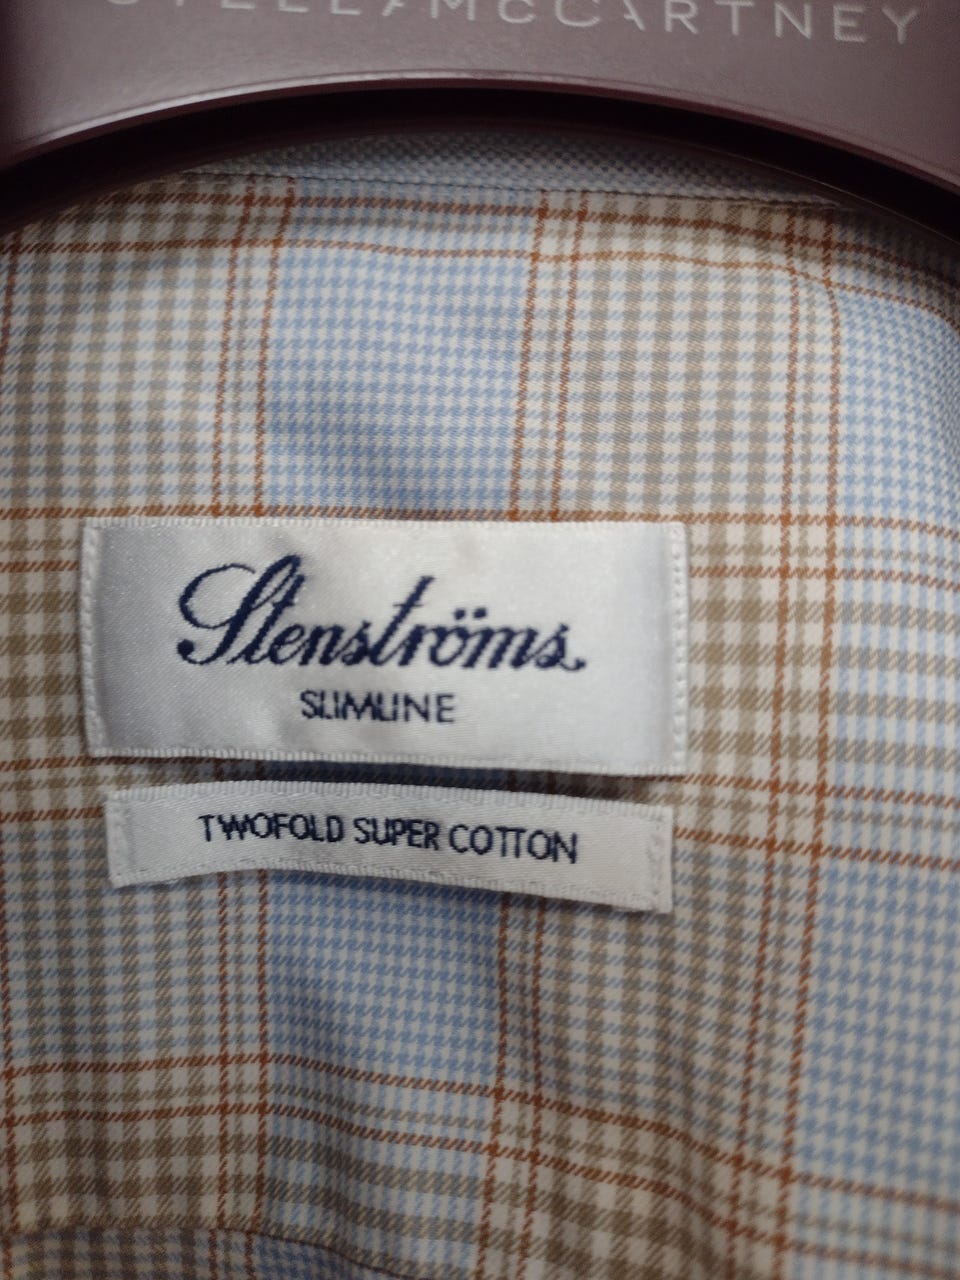 STELLA McCARTNEY
Stenströms
SLIMLINE
TWOFOLD SUPER COTTON